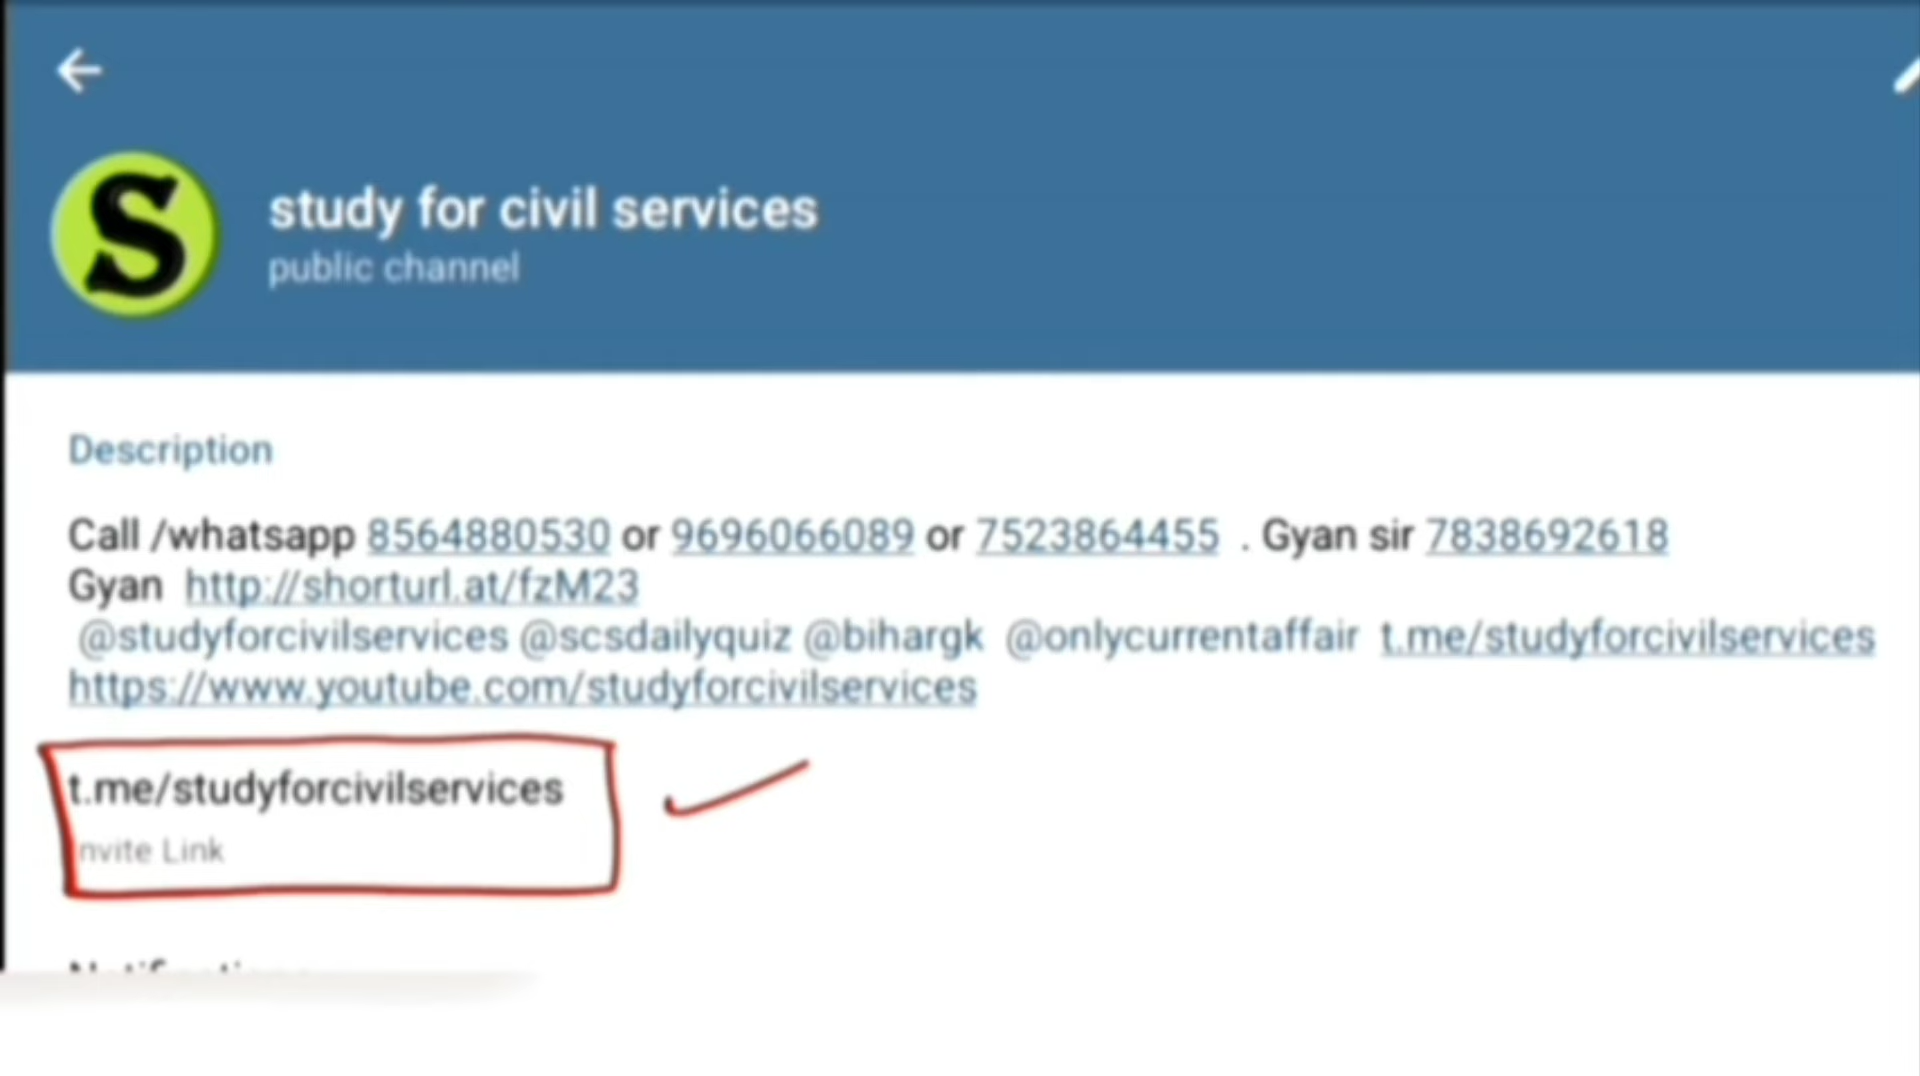 S
study for civil services
public channel
Description
Call /whatsapp 8564880530 or 9696066089 or 7523864455 . Gyan sir 7838692618
Gyan http://shorturl.at/fzM23
@studyforcivilservices @scsdailyquiz @bihargk @onlycurrentaffair t.me/studyforcivilservices
https://www.youtube.com/studyforcivilservices
t.me/studyforcivilservices
nvite Link